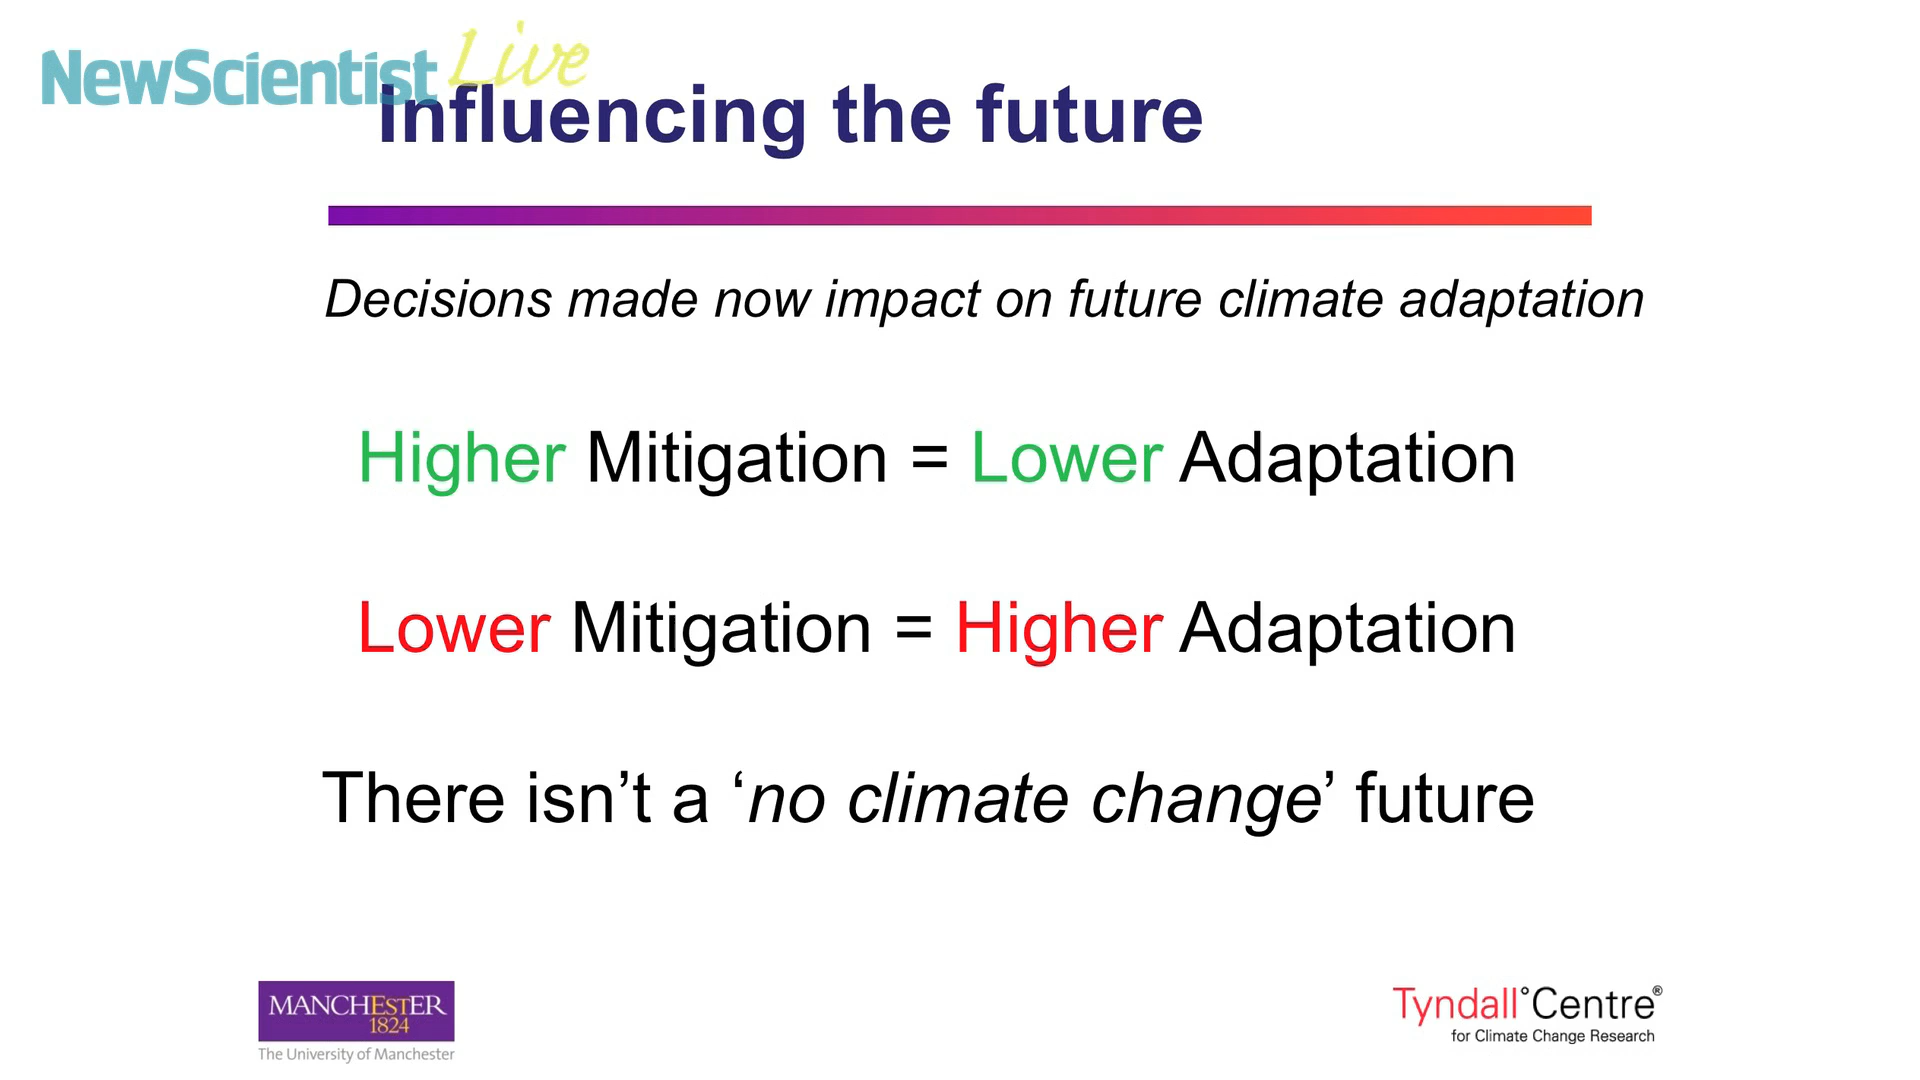 NewScientist Live
Influencing the future
Decisions made now impact on future climate adaptation
Higher Mitigation = Lower Adaptation
Lower Mitigation = Higher Adaptation
There isn’t a ‘no climate change’ future
MANCHESTER
1824
The University of Manchester
Tyndall°Centre®
for Climate Change Research